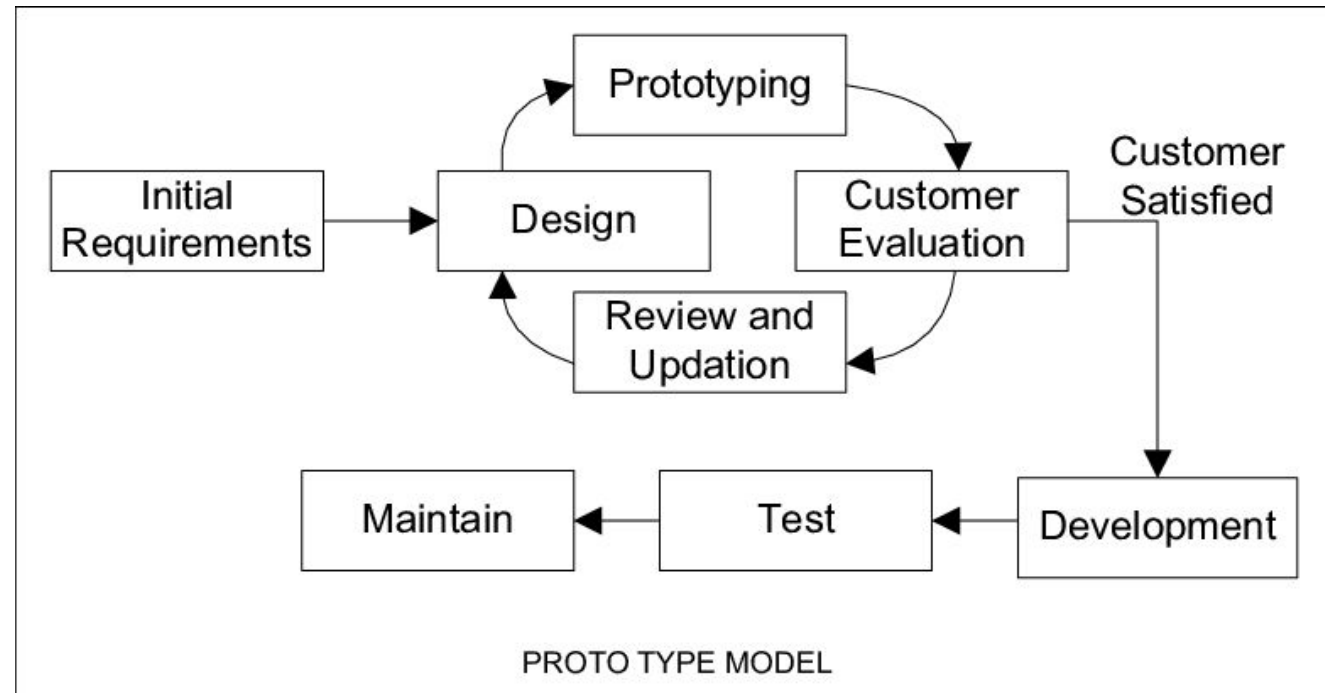 Prototyping
Customer
Satisfied
Initial
Requirements
Design
Customer
Evaluation
Review and
Updation
Maintain
Test
Development
PROTO TYPE MODEL